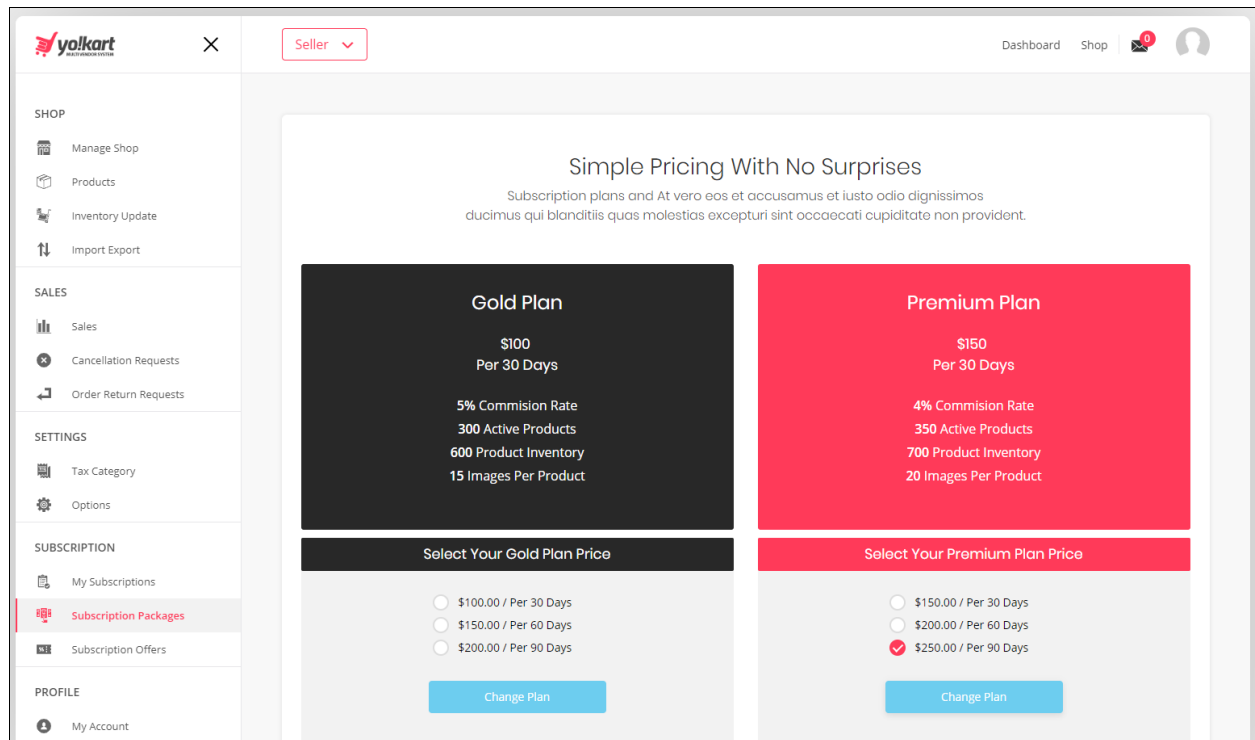 yo!kart
MULTIVENDOR SYSTEM
Seller
Dashboard
Shop
0
SHOP
Manage Shop
Products
Inventory Update
Import Export
SALES
Sales
Cancellation Requests
Order Return Requests
SETTINGS
Tax Category
Options
SUBSCRIPTION
My Subscriptions
Subscription Packages
Subscription Offers
PROFILE
My Account
Simple Pricing With No Surprises
Subscription plans and At vero eos et accusamus et iusto odio dignissimos
ducimus qui blanditiis quas molestias excepturi sint occaecati cupiditate non provident.
Gold Plan
$100
Per 30 Days
5% Commision Rate
300 Active Products
600 Product Inventory
15 Images Per Product
Select Your Gold Plan Price
$100.00 / Per 30 Days
$150.00 / Per 60 Days
$200.00 / Per 90 Days
Change Plan
Premium Plan
$150
Per 30 Days
4% Commision Rate
350 Active Products
700 Product Inventory
20 Images Per Product
Select Your Premium Plan Price
$150.00 / Per 30 Days
$200.00 / Per 60 Days
$250.00 / Per 90 Days
Change Plan